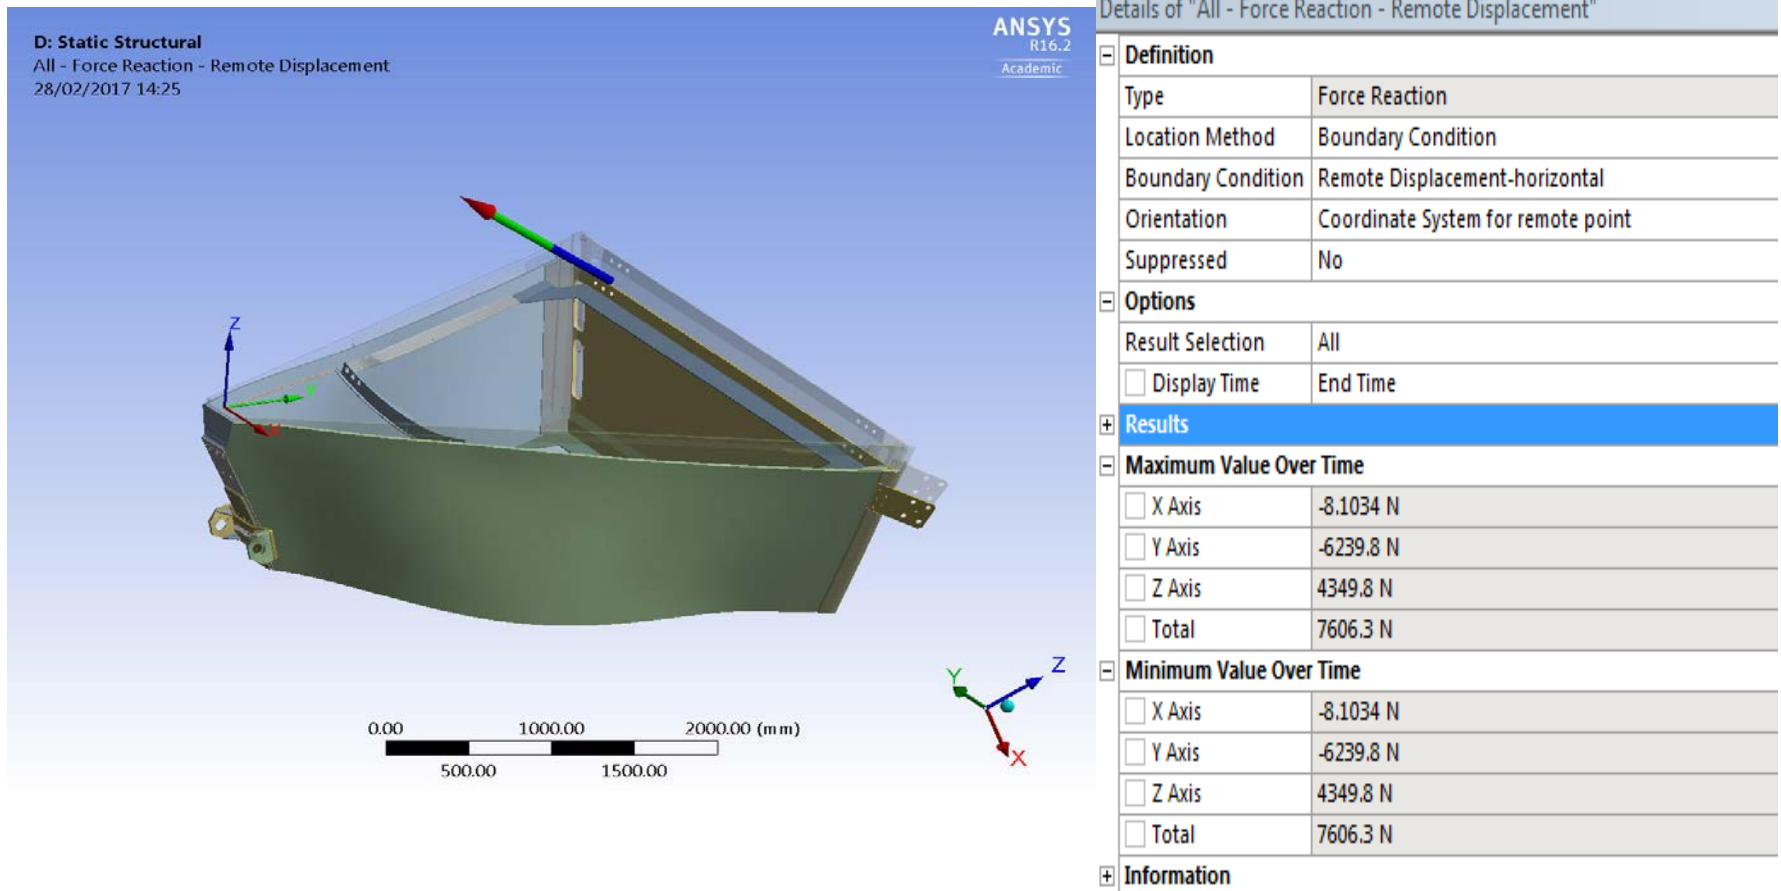 D: Static Structural
All - Force Reaction - Remote Displacement
28/02/2017 14:25
ANSYS
R16.2
Academic
Z
Y
X
Y
Z
X
0.00 1000.00 2000.00 (mm)
500.00 1500.00
Details of "All - Force Reaction - Remote Displacement"
Definition
Type Force Reaction
Location Method Boundary Condition
Boundary Condition Remote Displacement-horizontal
Orientation Coordinate System for remote point
Suppressed No
Options
Result Selection All
Display Time End Time
Results
Maximum Value Over Time
X Axis -8.1034 N
Y Axis -6239.8 N
Z Axis 4349.8 N
Total 7606.3 N
Minimum Value Over Time
X Axis -8.1034 N
Y Axis -6239.8 N
Z Axis 4349.8 N
Total 7606.3 N
Information